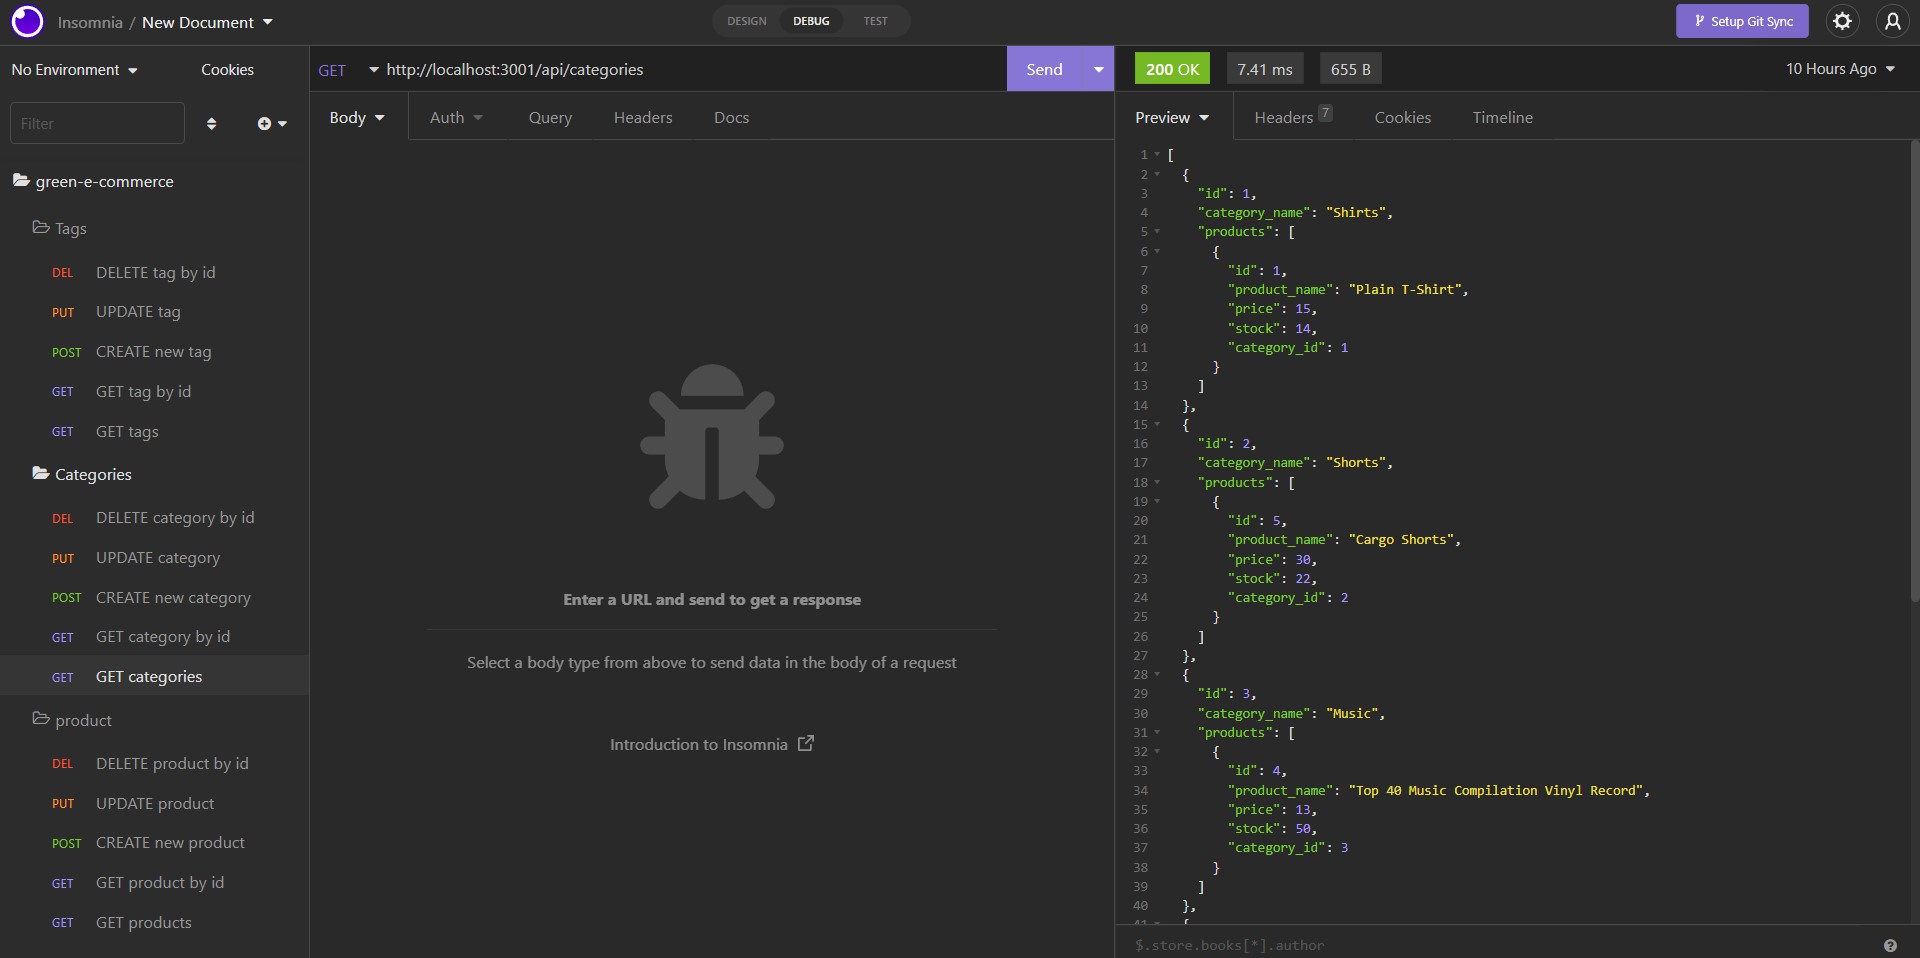 Insomnia / New Document
DESIGN DEBUG TEST
Setup Git Sync
No Environment Cookies
Filter
green-e-commerce
Tags
DEL DELETE tag by id
PUT UPDATE tag
POST CREATE new tag
GET GET tag by id
GET GET tags
Categories
DEL DELETE category by id
PUT UPDATE category
POST CREATE new category
GET GET category by id
GET GET categories
product
DEL DELETE product by id
PUT UPDATE product
POST CREATE new product
GET GET product by id
GET GET products
GET http://localhost:3001/api/categories Send
Body Auth Query Headers Docs
Enter a URL and send to get a response
Select a body type from above to send data in the body of a request
Introduction to Insomnia
200 OK 7.41 ms 655 B 10 Hours Ago
Preview Headers 7 Cookies Timeline
1 [
2 {
3 "id": 1,
4 "category_name": "Shirts",
5 "products": [
6 {
7 "id": 1,
8 "product_name": "Plain T-Shirt",
9 "price": 15,
10 "stock": 14,
11 "category_id": 1
12 }
13 ]
14 },
15 {
16 "id": 2,
17 "category_name": "Shorts",
18 "products": [
19 {
20 "id": 5,
21 "product_name": "Cargo Shorts",
22 "price": 30,
23 "stock": 22,
24 "category_id": 2
25 }
26 ]
27 },
28 {
29 "id": 3,
30 "category_name": "Music",
31 "products": [
32 {
33 "id": 4,
34 "product_name": "Top 40 Music Compilation Vinyl Record",
35 "price": 13,
36 "stock": 50,
37 "category_id": 3
38 }
39 ]
40 },
41 {
$.store.books[*].author